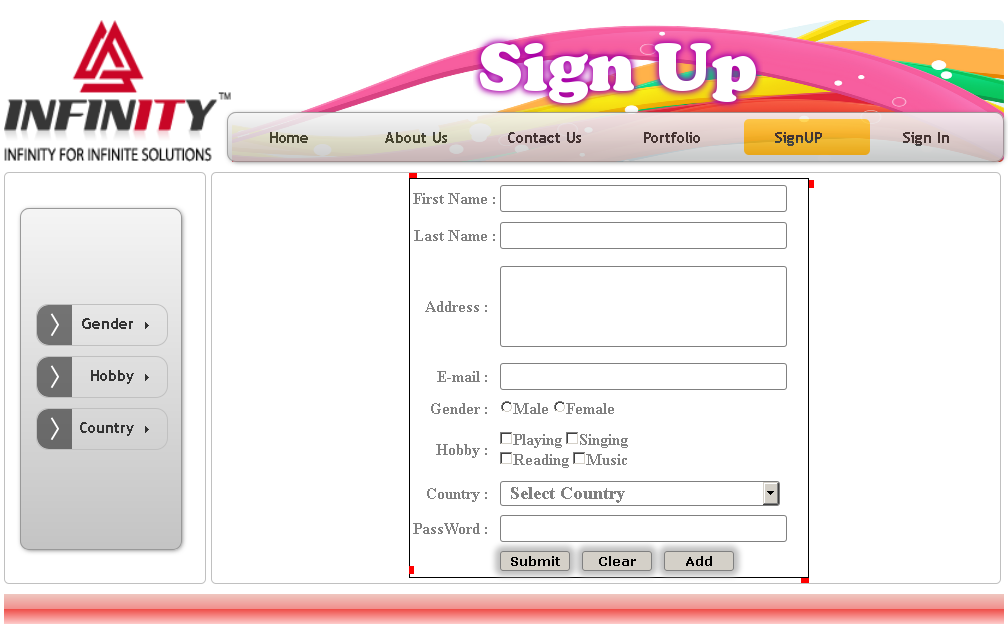 Sign Up
INFINITY™
INFINITY FOR INFINITE SOLUTIONS
Home About Us Contact Us Portfolio SignUP Sign In
Gender
Hobby
Country
First Name :
Last Name :
Address :
E-mail :
Gender : Male Female
Hobby : Playing Singing
Reading Music
Country : Select Country
PassWord :
Submit Clear Add